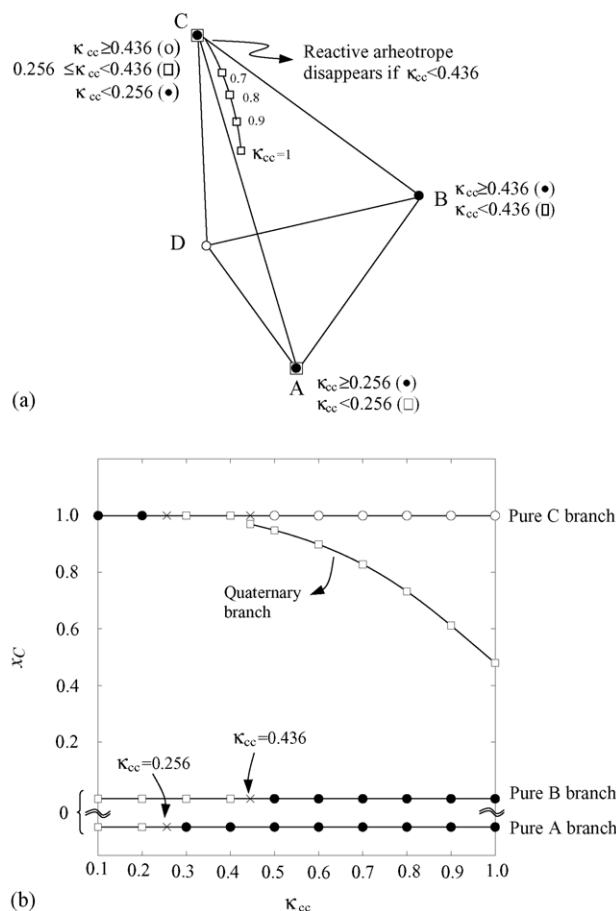 C
κcc≥0.436 (o)
0.256 ≤κcc<0.436 (□)
κcc<0.256 (●)
Reactive arheotrope
disappears if κcc<0.436
0.7
0.8
0.9
κcc=1
B
κcc≥0.436 (●)
κcc<0.436 (□)
D
A
κcc≥0.256 (●)
κcc<0.256 (□)
(a)
1.0
Pure C branch
0.8
Quaternary
branch
0.6
xC
0.4
0.2
κcc=0.436
κcc=0.256
0
Pure B branch
Pure A branch
0.1 0.2 0.3 0.4 0.5 0.6 0.7 0.8 0.9 1.0
(b)
κcc